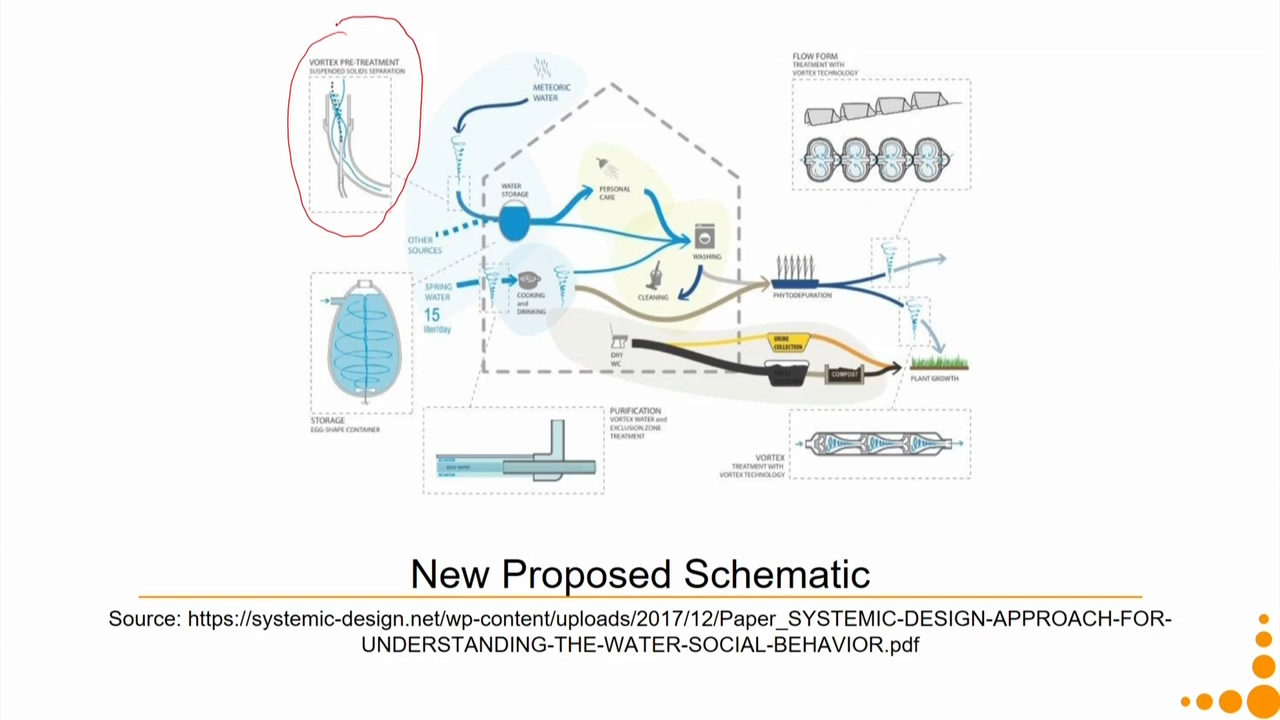 VORTEX PRE-TREATMENT
SUSPENDED SOLIDS SEPARATION
METEORIC
WATER
FLOW FORM
TREATMENT WITH
VORTEX TECHNOLOGY
WATER
STORAGE
PERSONAL
CARE
OTHER
SOURCES
WASHING
SPRING
WATER
15
liter/day
COOKING
and
DRINKING
CLEANING
PHYTODEPURATION
DRY
WC
URINE
COLLECTION
COMPOST
PLANT GROWTH
STORAGE
EGG SHAPE CONTAINER
PURIFICATION
VORTEX WATER and
EXCLUSION ZONE
TREATMENT
VORTEX
TREATMENT WITH
VORTEX TECHNOLOGY
New Proposed Schematic
Source: https://systemic-design.net/wp-content/uploads/2017/12/Paper_SYSTEMIC-DESIGN-APPROACH-FOR-
UNDERSTANDING-THE-WATER-SOCIAL-BEHAVIOR.pdf